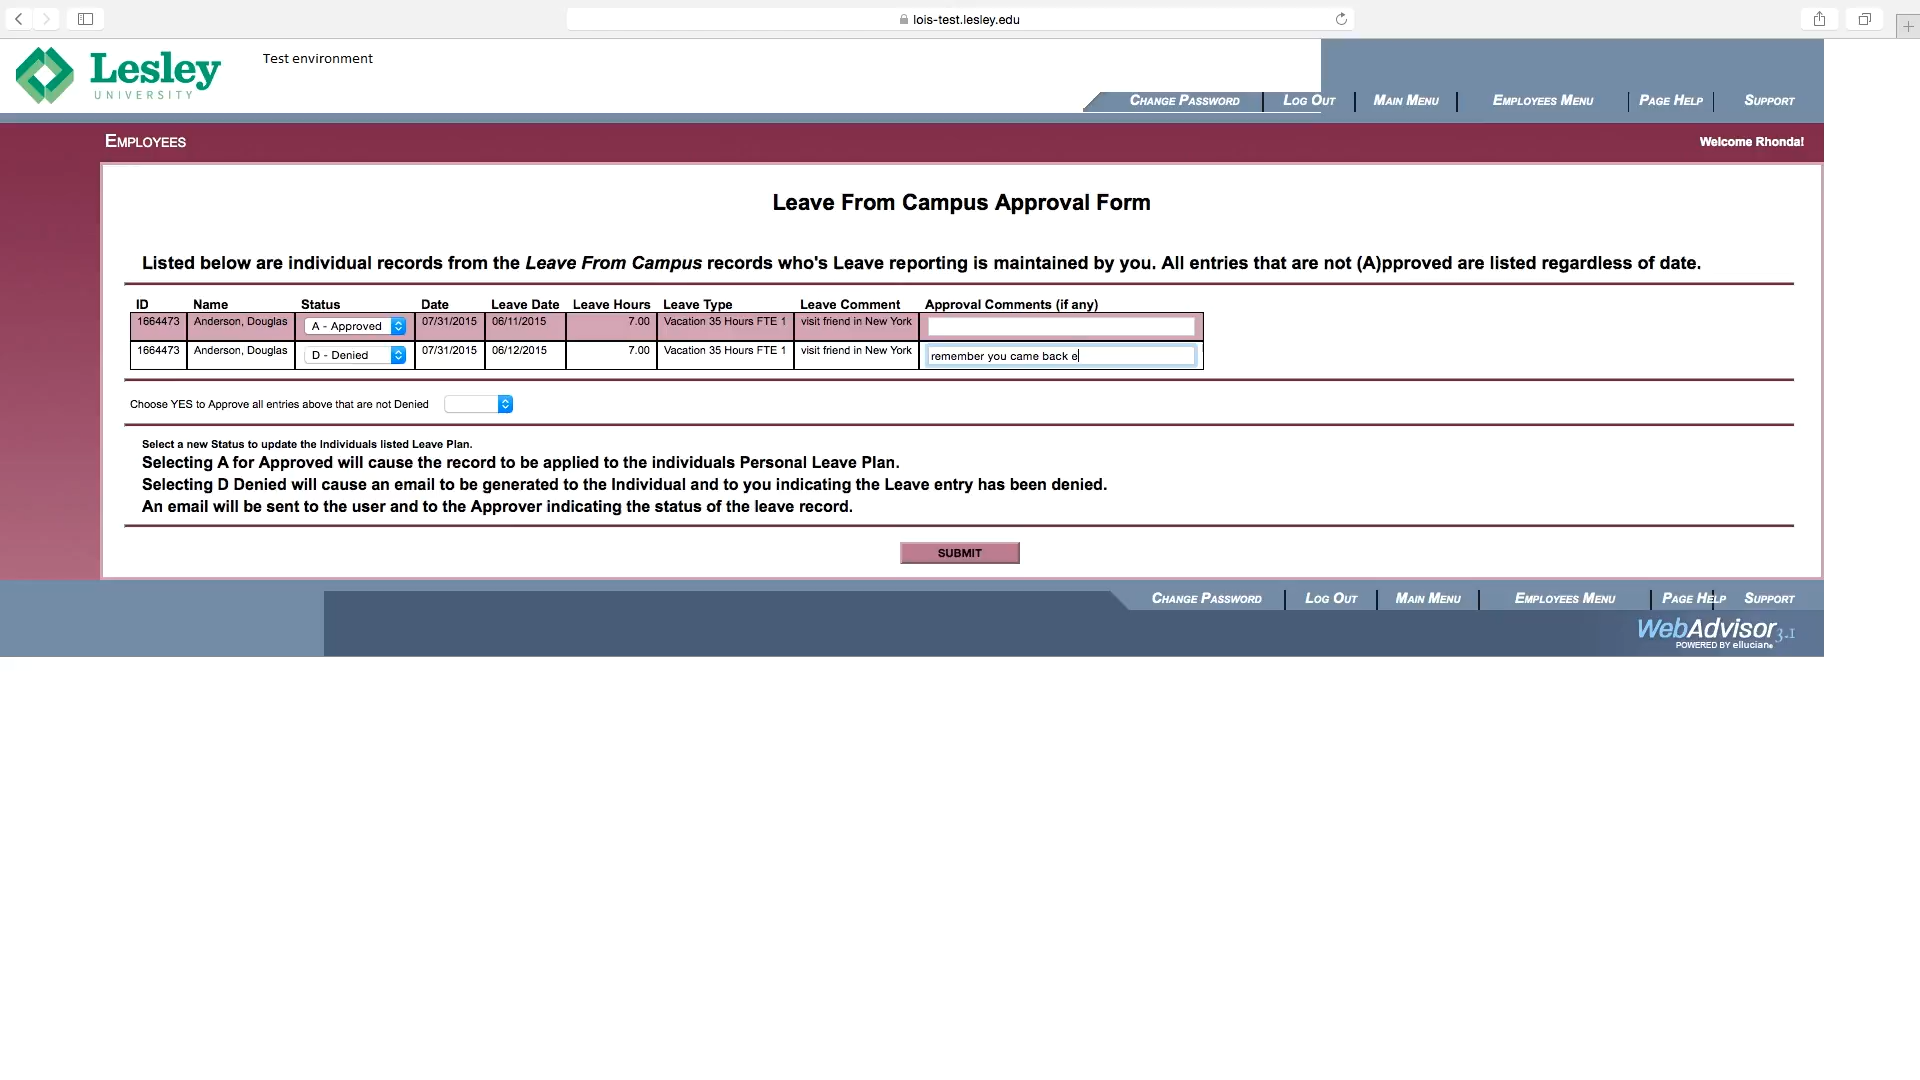 lois-test.lesley.edu
Lesley
UNIVERSITY
Test environment
CHANGE PASSWORD LOG OUT MAIN MENU EMPLOYEES MENU PAGE HELP SUPPORT
EMPLOYEES
Welcome Rhonda!
Leave From Campus Approval Form
Listed below are individual records from the Leave From Campus records who's Leave reporting is maintained by you. All entries that are not (A)pproved are listed regardless of date.
ID Name Status Date Leave Date Leave Hours Leave Type Leave Comment Approval Comments (if any)
1664473 Anderson, Douglas A - Approved 07/31/2015 06/11/2015 7.00 Vacation 35 Hours FTE 1 visit friend in New York
1664473 Anderson, Douglas D - Denied 07/31/2015 06/12/2015 7.00 Vacation 35 Hours FTE 1 visit friend in New York remember you came back e
Choose YES to Approve all entries above that are not Denied
Select a new Status to update the Individuals listed Leave Plan.
Selecting A for Approved will cause the record to be applied to the individuals Personal Leave Plan.
Selecting D Denied will cause an email to be generated to the Individual and to you indicating the Leave entry has been denied.
An email will be sent to the user and to the Approver indicating the status of the leave record.
SUBMIT
CHANGE PASSWORD LOG OUT MAIN MENU EMPLOYEES MENU PAGE HELP SUPPORT
WebAdvisor 3.1
POWERED BY ellucian®